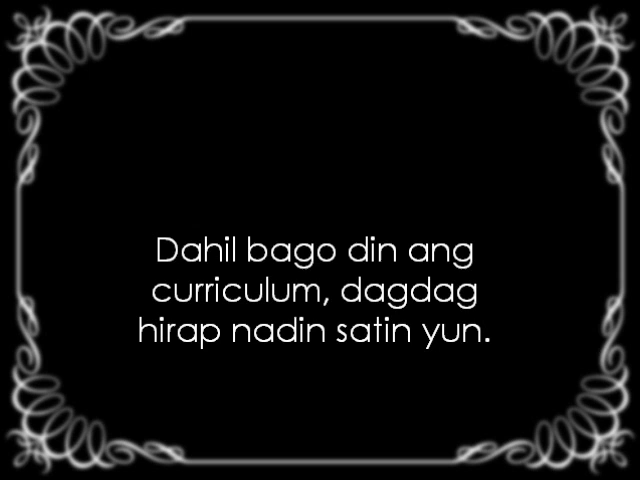 Dahil bago din ang
curriculum, dagdag
hirap nadin satin yun.